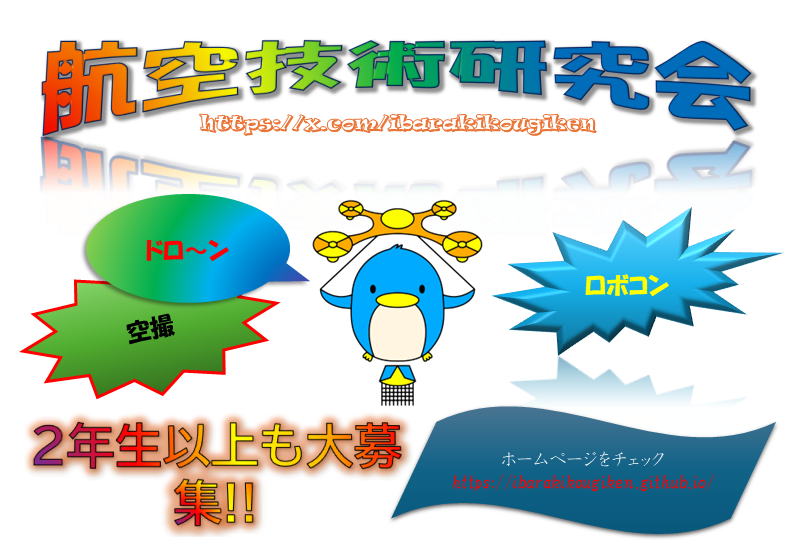 航空技術研究会
https://x.com/ibarakikougiken
ドロ～ン
空撮
ロボコン
2年生以上も大募
集!!
ホームページをチェック
https://ibarakikougiken.github.io/